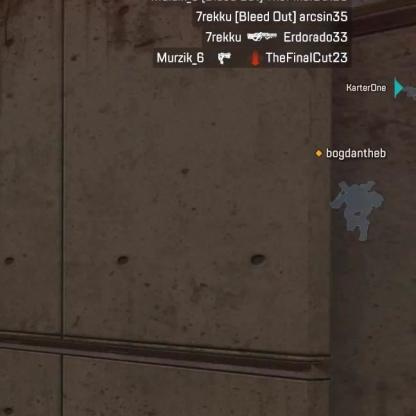 7rekku [Bleed Out] arcsin35
7rekku Erdorado33
Murzik_6 TheFinalCut23
KarterOne
bogdantheb